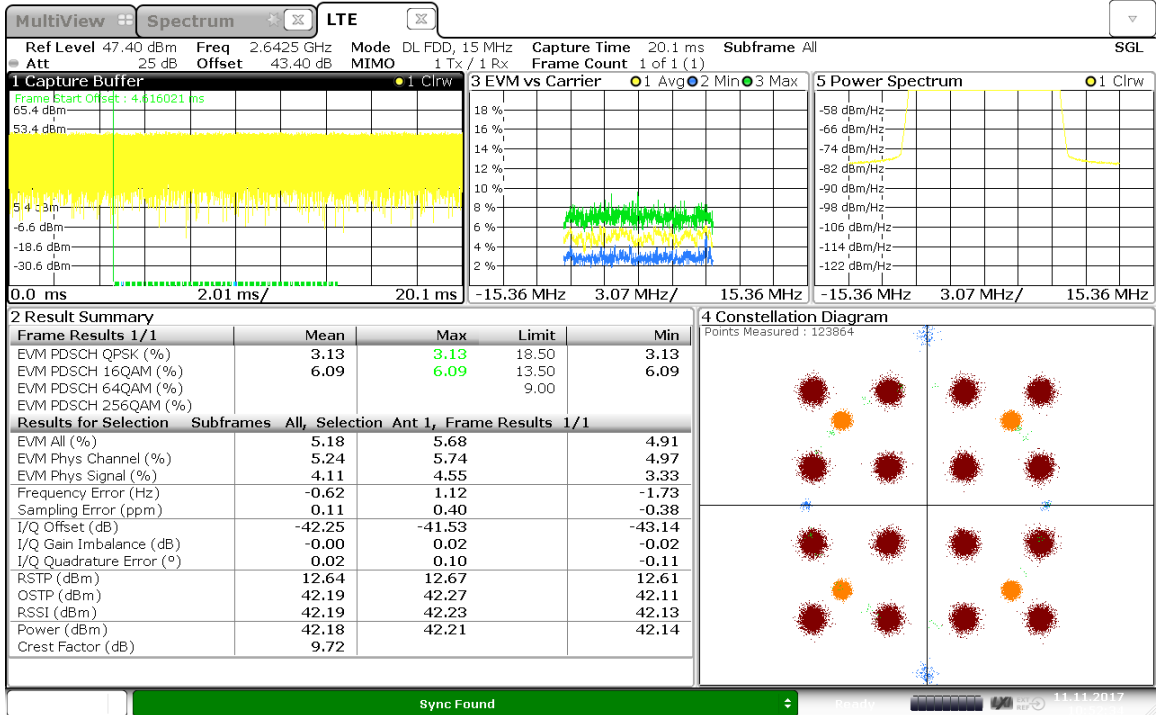 MultiView Spectrum LTE
Ref Level 47.40 dBm Freq 2.6425 GHz Mode DL FDD, 15 MHz Capture Time 20.1 ms Subframe All SGL
Att 25 dB Offset 43.40 dB MIMO 1 Tx / 1 Rx Frame Count 1 of 1 (1)
1 Capture Buffer 1 Clrw
Frame Start Offset : 4.616021 ms
65.4 dBm
53.4 dBm
5.4 dBm
-6.6 dBm
-18.6 dBm
-30.6 dBm
0.0 ms 2.01 ms/ 20.1 ms
3 EVM vs Carrier 1 Avg 2 Min 3 Max
18 %
16 %
14 %
12 %
10 %
8 %
6 %
4 %
2 %
-15.36 MHz 3.07 MHz/ 15.36 MHz
5 Power Spectrum 1 Clrw
-58 dBm/Hz
-66 dBm/Hz
-74 dBm/Hz
-82 dBm/Hz
-90 dBm/Hz
-98 dBm/Hz
-106 dBm/Hz
-114 dBm/Hz
-122 dBm/Hz
-15.36 MHz 3.07 MHz/ 15.36 MHz
2 Result Summary
Frame Results 1/1 Mean Max Limit Min
EVM PDSCH QPSK (%) 3.13 3.13 18.50 3.13
EVM PDSCH 16QAM (%) 6.09 6.09 13.50 6.09
EVM PDSCH 64QAM (%) 9.00
EVM PDSCH 256QAM (%)
Results for Selection Subframes All, Selection Ant 1, Frame Results 1/1
EVM All (%) 5.18 5.68 4.91
EVM Phys Channel (%) 5.24 5.74 4.97
EVM Phys Signal (%) 4.11 4.55 3.33
Frequency Error (Hz) -0.62 1.12 -1.73
Sampling Error (ppm) 0.11 0.40 -0.38
I/Q Offset (dB) -42.25 -41.53 -43.14
I/Q Gain Imbalance (dB) -0.00 0.02 -0.02
I/Q Quadrature Error (°) 0.02 0.10 -0.11
RSTP (dBm) 12.64 12.67 12.61
OSTP (dBm) 42.19 42.27 42.11
RSSI (dBm) 42.19 42.23 42.13
Power (dBm) 42.18 42.21 42.14
Crest Factor (dB) 9.72
4 Constellation Diagram
Points Measured : 123864
Sync Found
Ready
LXI
EXT REF
11.11.2017